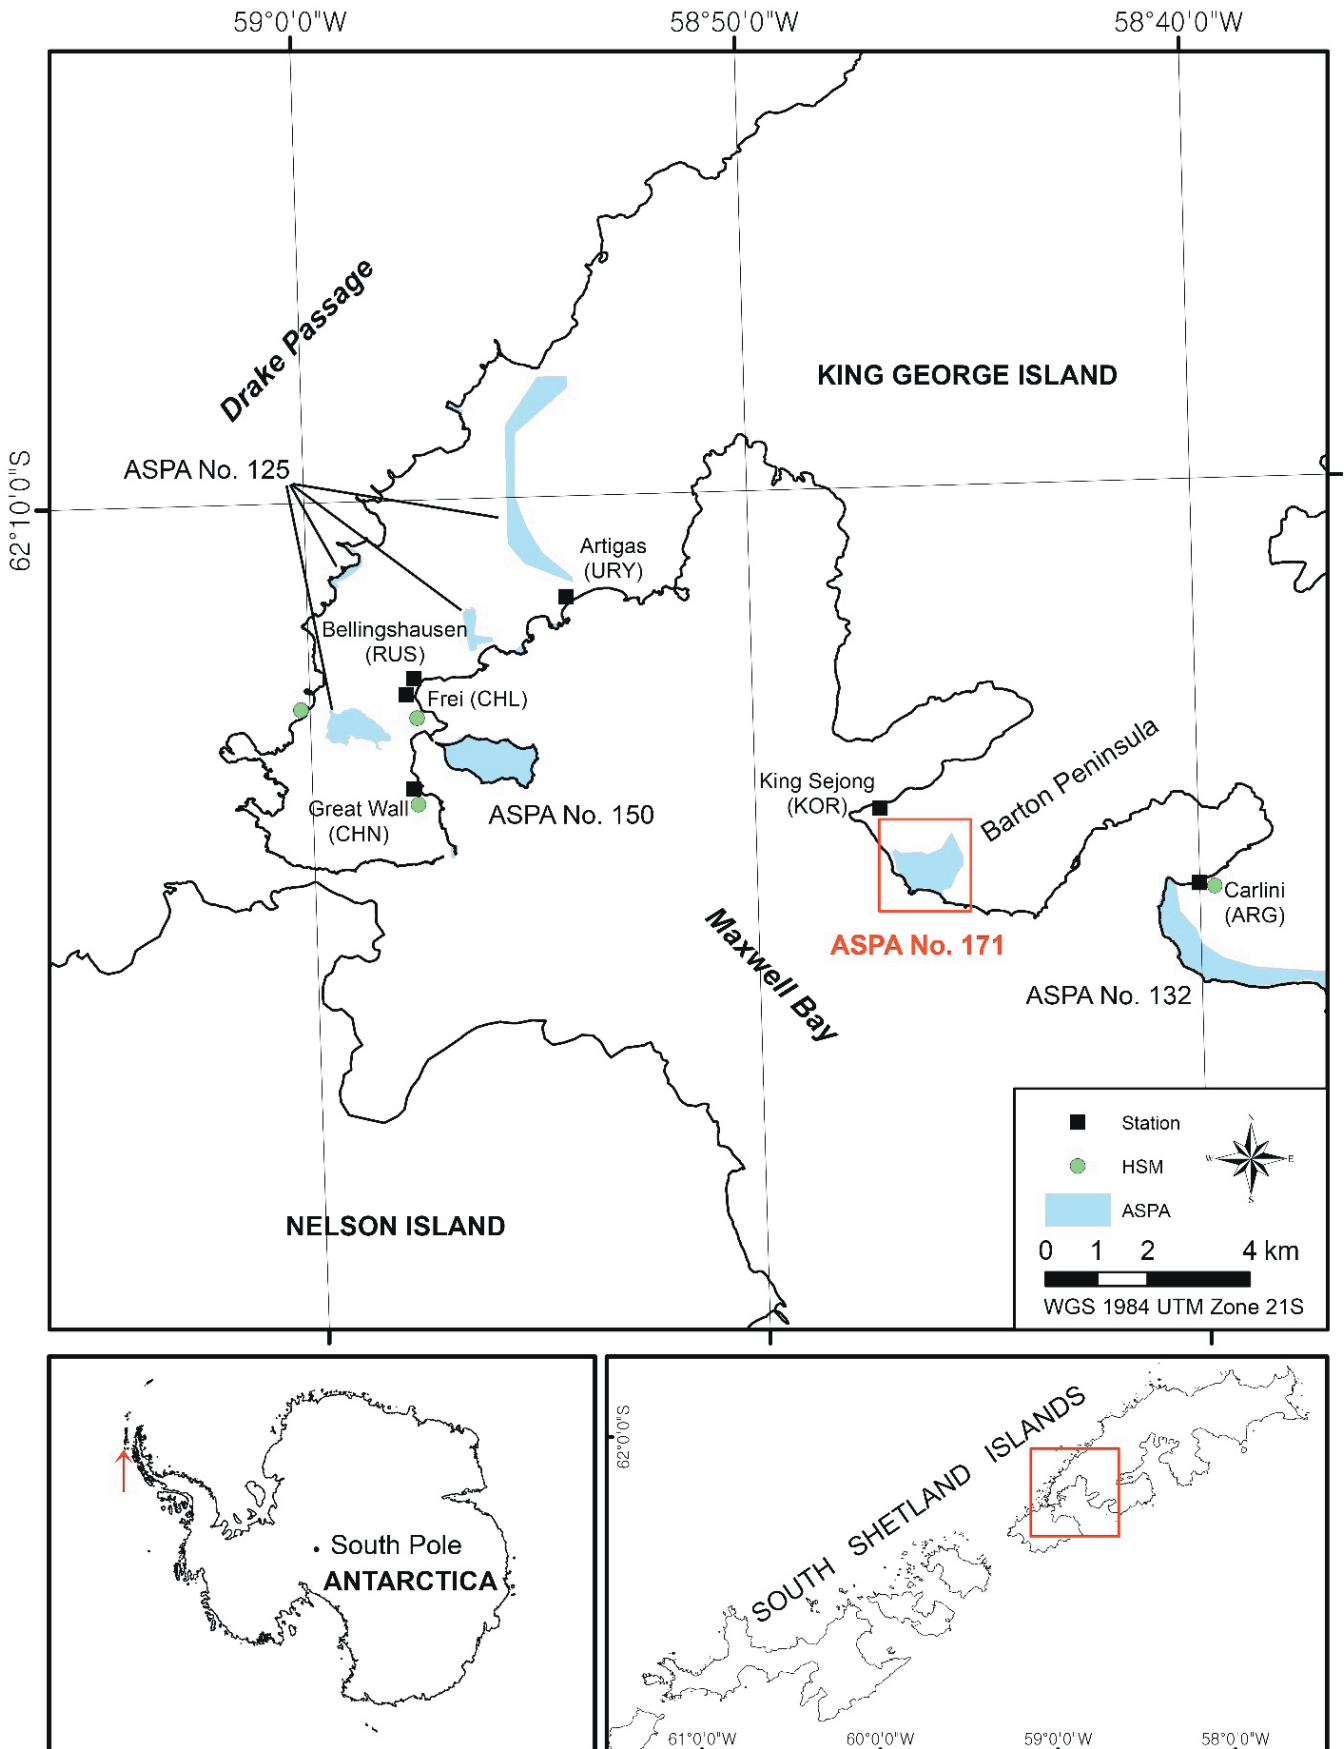 59°0'0"W
58°50'0"W
58°40'0"W
Drake Passage
KING GEORGE ISLAND
ASPA No. 125
62°10'0"S
Artigas
(URY)
Bellingshausen
(RUS)
Frei (CHL)
Great Wall
(CHN)
ASPA No. 150
King Sejong
(KOR)
Barton Peninsula
ASPA No. 171
Carlini
(ARG)
Maxwell Bay
ASPA No. 132
NELSON ISLAND
Station
HSM
ASPA
N
W
E
S
0 1 2 4 km
WGS 1984 UTM Zone 21S
South Pole
ANTARCTICA
62°0'0"S
SOUTH SHETLAND ISLANDS
61°0'0"W
60°0'0"W
59°0'0"W
58°0'0"W